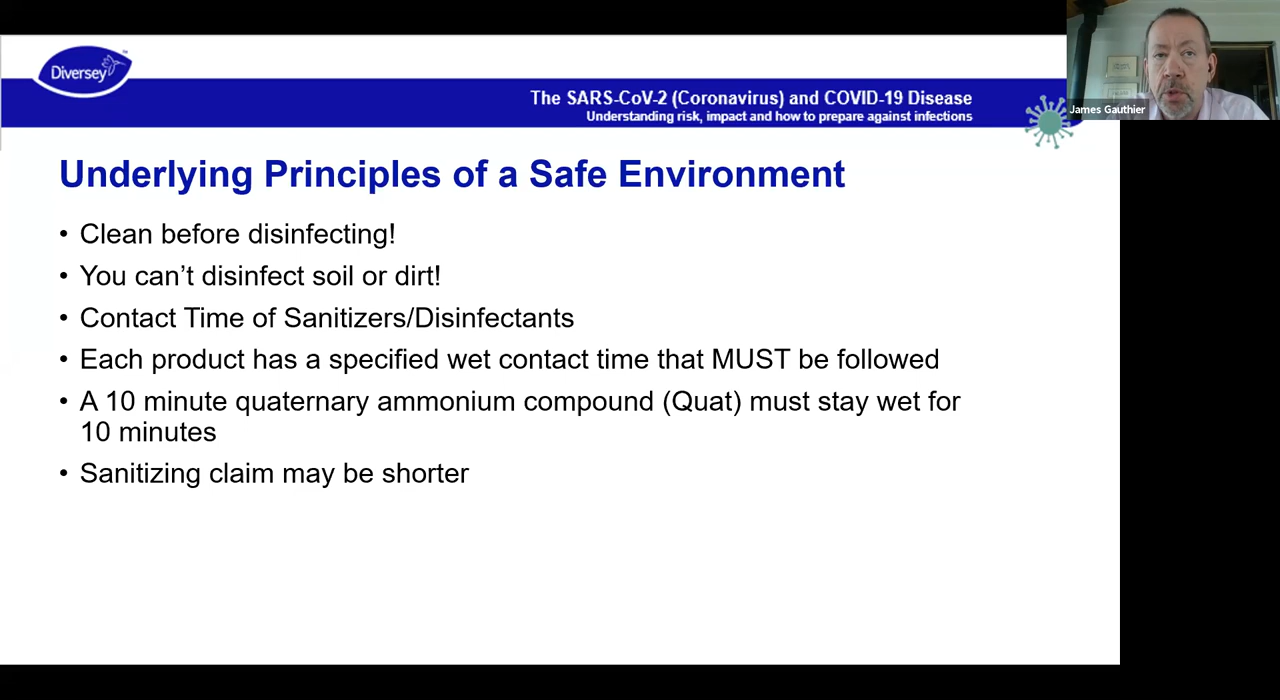 Diversey
The SARS-CoV-2 (Coronavirus) and COVID-19 Disease
Understanding risk, impact and how to prepare against infections
James Gauthier
Underlying Principles of a Safe Environment
• Clean before disinfecting!
• You can’t disinfect soil or dirt!
• Contact Time of Sanitizers/Disinfectants
• Each product has a specified wet contact time that MUST be followed
• A 10 minute quaternary ammonium compound (Quat) must stay wet for
10 minutes
• Sanitizing claim may be shorter